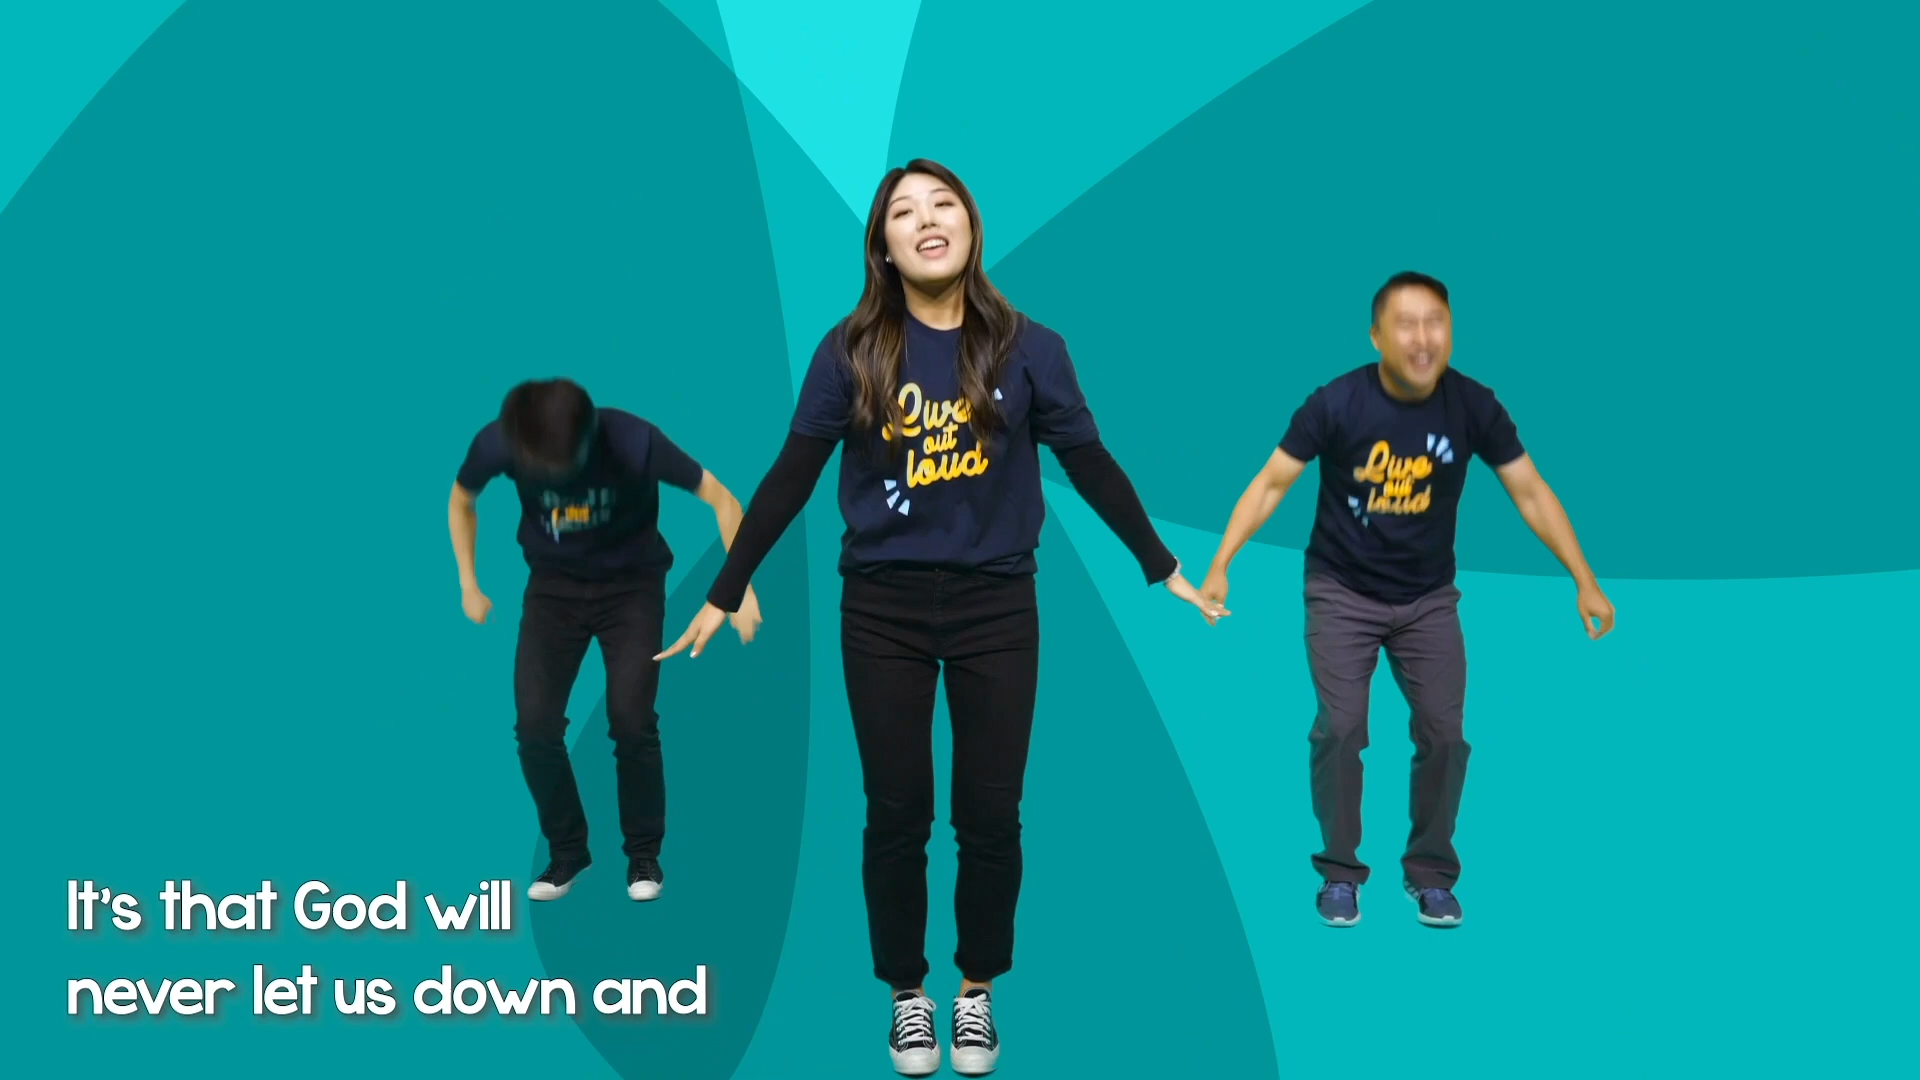 Live
out
loud
Live
out
loud
It's that God will
never let us down and